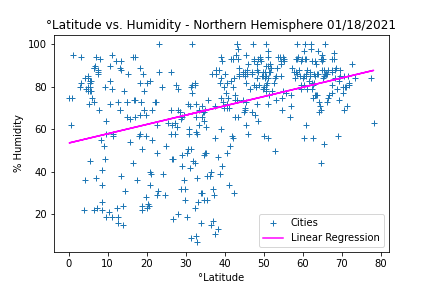 °Latitude vs. Humidity - Northern Hemisphere 01/18/2021
% Humidity
100
80
60
40
20
Cities
Linear Regression
0
10
20
30
40
50
60
70
80
°Latitude